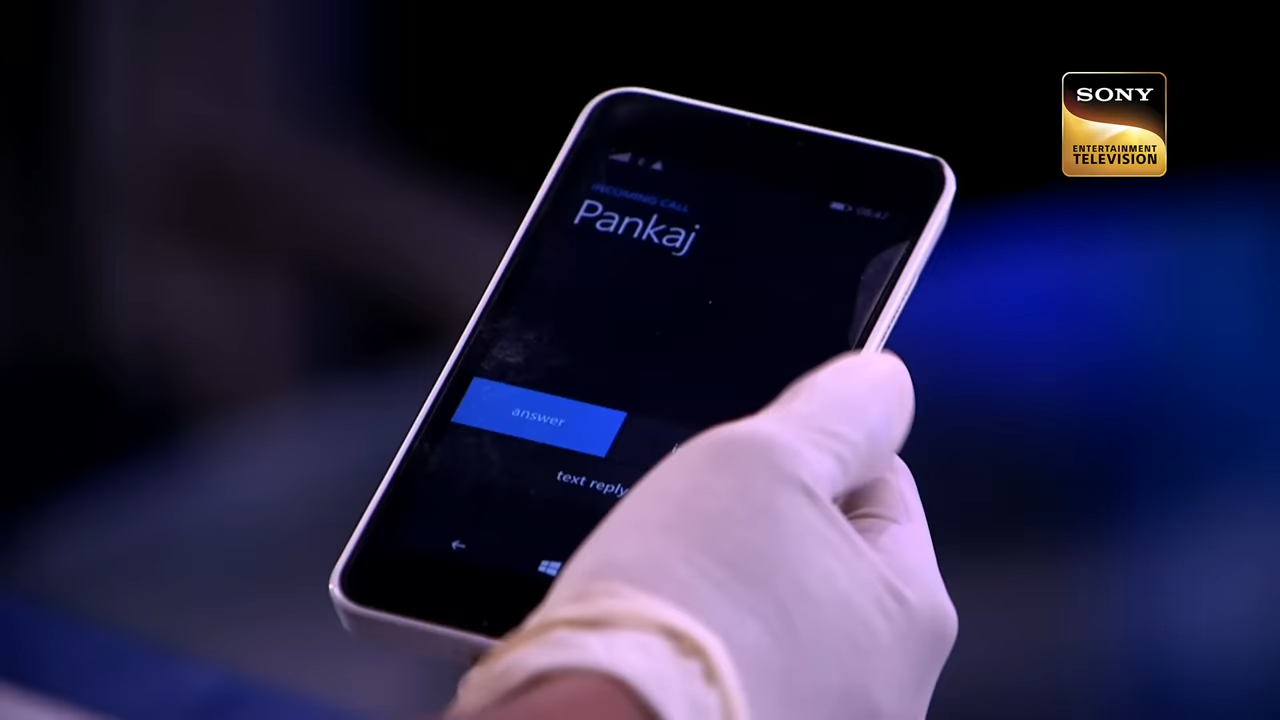 SONY
ENTERTAINMENT
TELEVISION
INCOMING CALL
Pankaj
answer
text reply